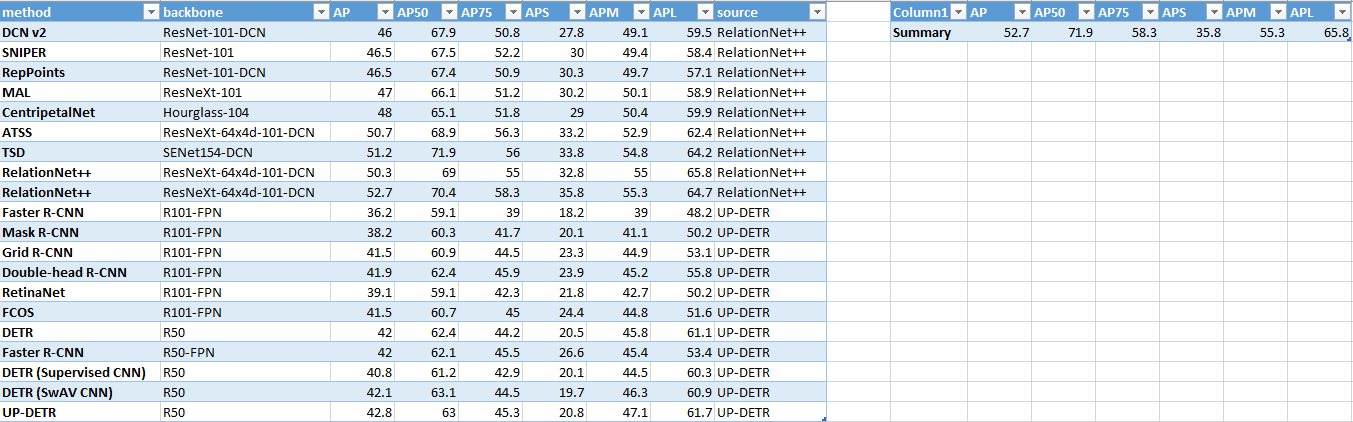 method backbone AP AP50 AP75 APS APM APL source Column1 AP AP50 AP75 APS APM APL
DCN v2 ResNet-101-DCN 46 67.9 50.8 27.8 49.1 59.5 RelationNet++ Summary 52.7 71.9 58.3 35.8 55.3 65.8
SNIPER ResNet-101 46.5 67.5 52.2 30 49.4 58.4 RelationNet++
RepPoints ResNet-101-DCN 46.5 67.4 50.9 30.3 49.7 57.1 RelationNet++
MAL ResNeXt-101 47 66.1 51.2 30.2 50.1 58.9 RelationNet++
CentripetalNet Hourglass-104 48 65.1 51.8 29 50.4 59.9 RelationNet++
ATSS ResNeXt-64x4d-101-DCN 50.7 68.9 56.3 33.2 52.9 62.4 RelationNet++
TSD SENet154-DCN 51.2 71.9 56 33.8 54.8 64.2 RelationNet++
RelationNet++ ResNeXt-64x4d-101-DCN 50.3 69 55 32.8 55 65.8 RelationNet++
RelationNet++ ResNeXt-64x4d-101-DCN 52.7 70.4 58.3 35.8 55.3 64.7 RelationNet++
Faster R-CNN R101-FPN 36.2 59.1 39 18.2 39 48.2 UP-DETR
Mask R-CNN R101-FPN 38.2 60.3 41.7 20.1 41.1 50.2 UP-DETR
Grid R-CNN R101-FPN 41.5 60.9 44.5 23.3 44.9 53.1 UP-DETR
Double-head R-CNN R101-FPN 41.9 62.4 45.9 23.9 45.2 55.8 UP-DETR
RetinaNet R101-FPN 39.1 59.1 42.3 21.8 42.7 50.2 UP-DETR
FCOS R101-FPN 41.5 60.7 45 24.4 44.8 51.6 UP-DETR
DETR R50 42 62.4 44.2 20.5 45.8 61.1 UP-DETR
Faster R-CNN R50-FPN 42 62.1 45.5 26.6 45.4 53.4 UP-DETR
DETR (Supervised CNN) R50 40.8 61.2 42.9 20.1 44.5 60.3 UP-DETR
DETR (SwAV CNN) R50 42.1 63.1 44.5 19.7 46.3 60.9 UP-DETR
UP-DETR R50 42.8 63 45.3 20.8 47.1 61.7 UP-DETR